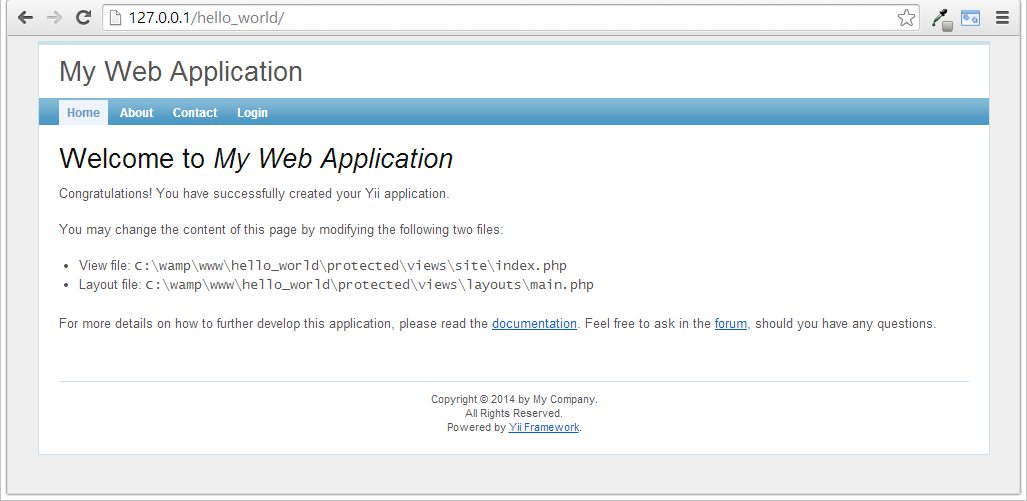 127.0.0.1/hello_world/
My Web Application
Home About Contact Login
Welcome to My Web Application
Congratulations! You have successfully created your Yii application.
You may change the content of this page by modifying the following two files:
• View file: C:\wamp\www\hello_world\protected\views\site\index.php
• Layout file: C:\wamp\www\hello_world\protected\views\layouts\main.php
For more details on how to further develop this application, please read the documentation. Feel free to ask in the forum, should you have any questions.
Copyright © 2014 by My Company.
All Rights Reserved.
Powered by Yii Framework.